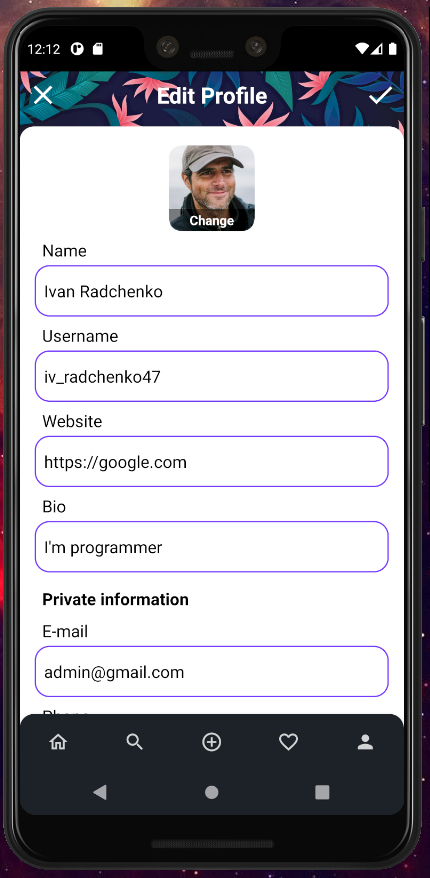 12:12
Edit Profile
Change
Name
Ivan Radchenko
Username
iv_radchenko47
Website
https://google.com
Bio
I'm programmer
Private information
E-mail
admin@gmail.com